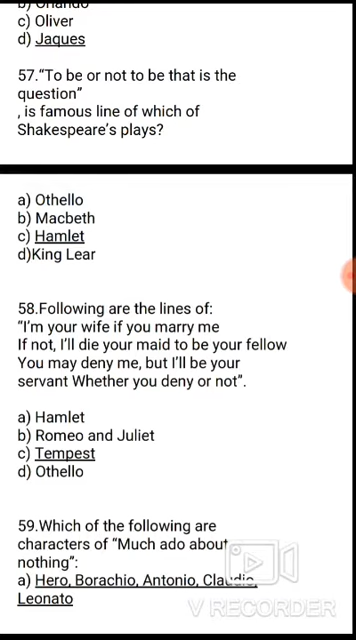 b) Orlando
c) Oliver
d) Jaques
57.“To be or not to be that is the
question”
, is famous line of which of
Shakespeare’s plays?
a) Othello
b) Macbeth
c) Hamlet
d)King Lear
58.Following are the lines of:
“I’m your wife if you marry me
If not, I’ll die your maid to be your fellow
You may deny me, but I’ll be your
servant Whether you deny or not”.
a) Hamlet
b) Romeo and Juliet
c) Tempest
d) Othello
59.Which of the following are
characters of “Much ado about
nothing”:
a) Hero, Borachio, Antonio, Claudio,
Leonato
V RECORDER